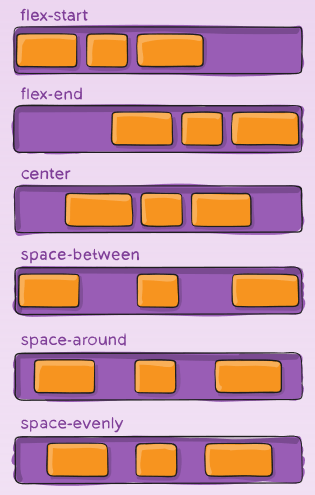 flex-start
flex-end
center
space-between
space-around
space-evenly